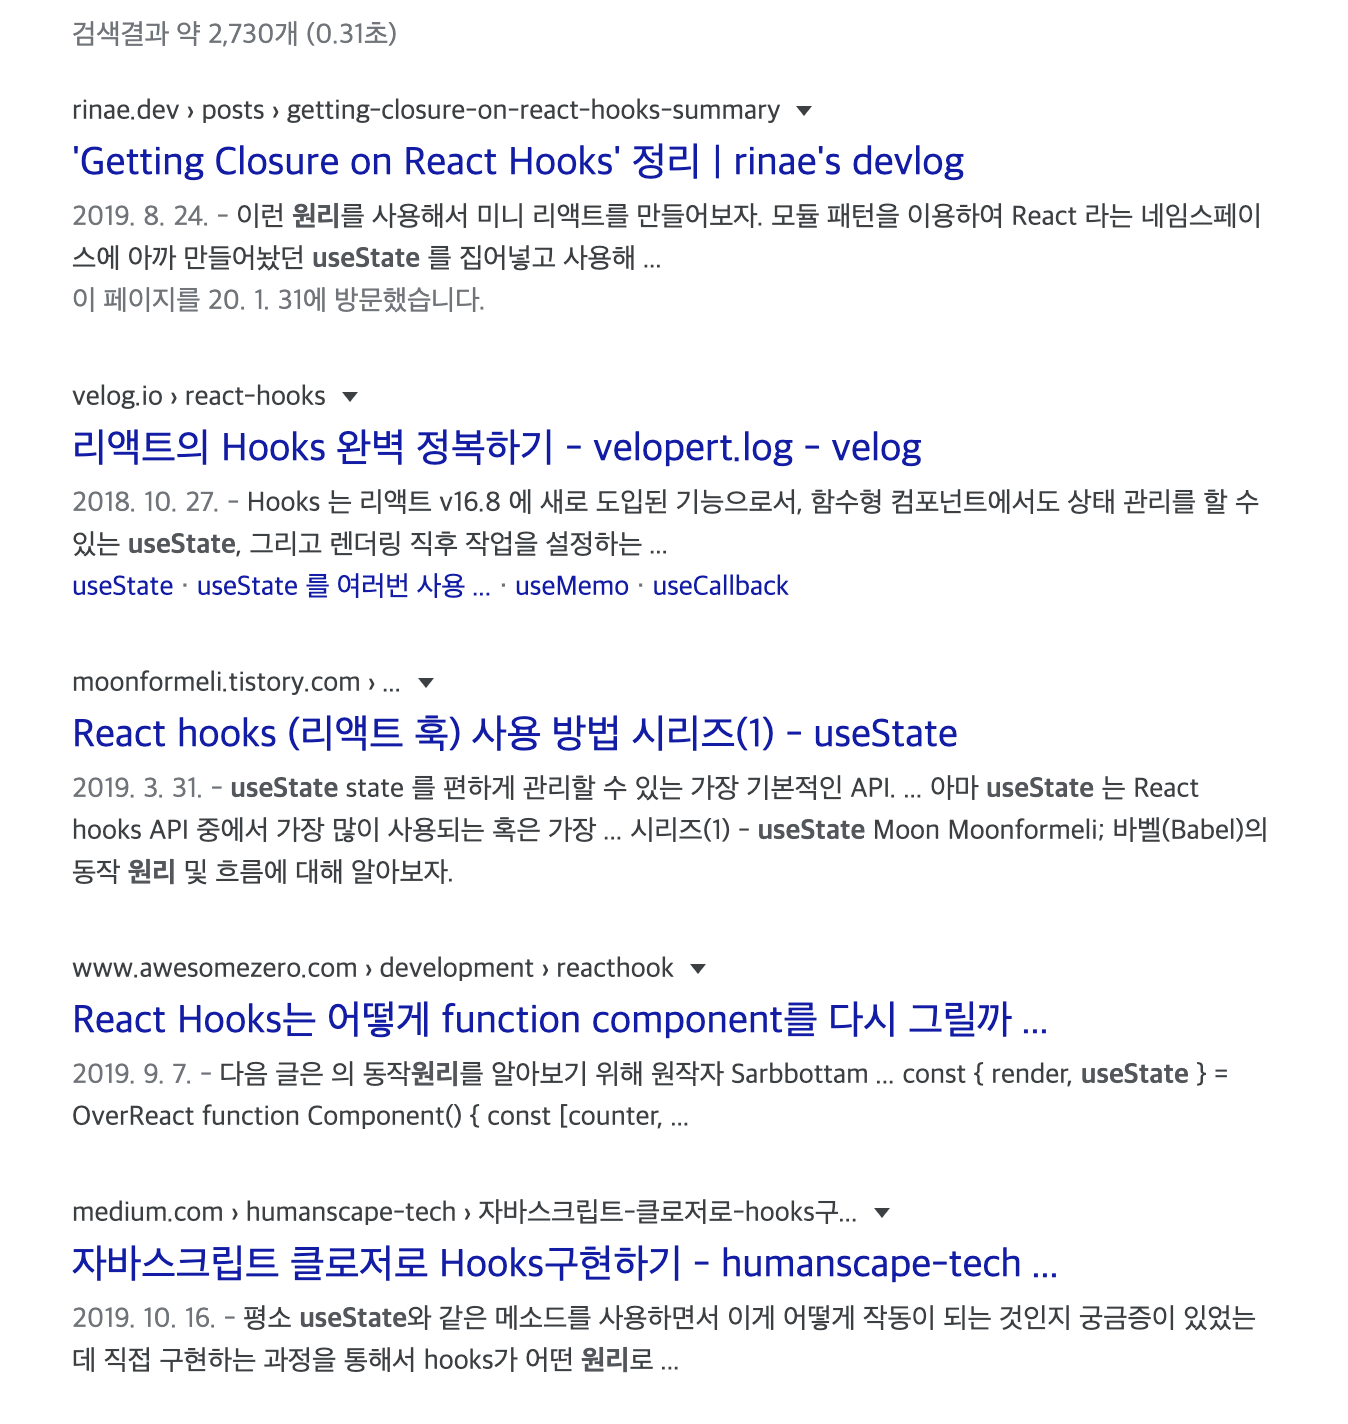 검색결과 약 2,730개 (0.31초)
rinae.dev › posts › getting-closure-on-react-hooks-summary
'Getting Closure on React Hooks' 정리 | rinae's devlog
2019. 8. 24. - 이런 원리를 사용해서 미니 리액트를 만들어보자. 모듈 패턴을 이용하여 React 라는 네임스페이
스에 아까 만들어놨던 useState 를 집어넣고 사용해 ...
이 페이지를 20. 1. 31에 방문했습니다.
velog.io › react-hooks
리액트의 Hooks 완벽 정복하기 - velopert.log - velog
2018. 10. 27. - Hooks 는 리액트 v16.8 에 새로 도입된 기능으로서, 함수형 컴포넌트에서도 상태 관리를 할 수
있는 useState, 그리고 렌더링 직후 작업을 설정하는 ...
useState · useState 를 여러번 사용 ... · useMemo · useCallback
moonformeli.tistory.com › ...
React hooks (리액트 훅) 사용 방법 시리즈(1) - useState
2019. 3. 31. - useState state 를 편하게 관리할 수 있는 가장 기본적인 API. ... 아마 useState 는 React
hooks API 중에서 가장 많이 사용되는 혹은 가장 ... 시리즈(1) - useState Moon Moonformeli; 바벨(Babel)의
동작 원리 및 흐름에 대해 알아보자.
www.awesomezero.com › development › reacthook
React Hooks는 어떻게 function component를 다시 그릴까 ...
2019. 9. 7. - 다음 글은 의 동작원리를 알아보기 위해 원작자 Sarbbottam ... const { render, useState } =
OverReact function Component() { const [counter, ...
medium.com › humanscape-tech › 자바스크립트-클로저로-hooks구...
자바스크립트 클로저로 Hooks구현하기 - humanscape-tech ...
2019. 10. 16. - 평소 useState와 같은 메소드를 사용하면서 이게 어떻게 작동이 되는 것인지 궁금증이 있었는
데 직접 구현하는 과정을 통해서 hooks가 어떤 원리로 ...